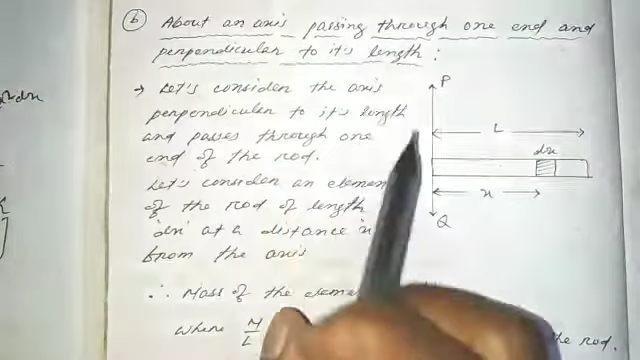 (b) About an axis passing through one end and
perpendicular to it's length :
→ Let's consider the axis
perpendicular to it's length
and passes through one
end of the rod.
Let's consider an elemen
of the rod of length
'dx' at a distance 'x'
from the axis
∴ Mass of the eleme
where M/L
the rod.
P
L
dx
x
Q
dx